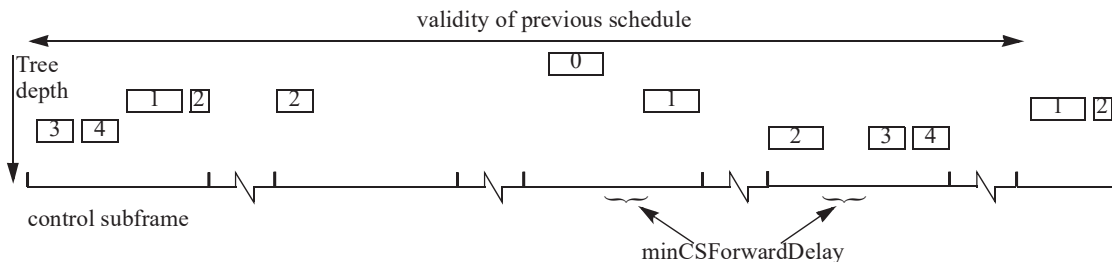 validity of previous schedule
Tree
depth
0
1 2 2 1 1 2
3 4 2 3 4
control subframe
minCSForwardDelay